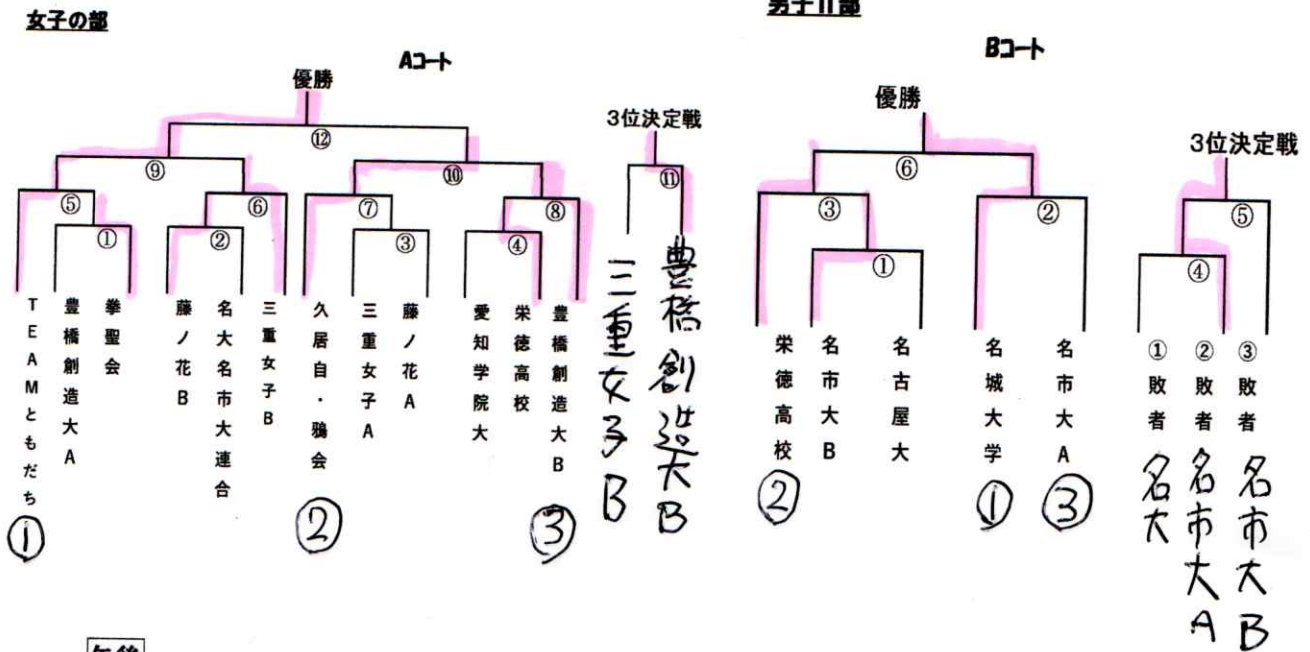 女子の部
Aコート
優勝
3位決定戦
⑫
⑨
⑩
⑪
⑤
⑥
⑦
⑧
①
②
③
④
TEAMともだち
豊橋創造大A
拳聖会
藤ノ花B
名大名市大連合
三重女子B
久居自・鴉会
三重女子A
藤ノ花A
愛知学院大
栄徳高校
豊橋創造大B
三重女子B
豊橋創造大B
①
②
③
男子II部
Bコート
優勝
3位決定戦
⑥
③
②
⑤
①
④
栄徳高校
名市大B
名古屋大
名城大学
名市大A
①敗者
②敗者
③敗者
名大
名市大A
名市大B
②
①
③
午後